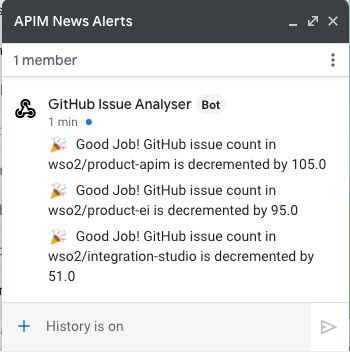 APIM News Alerts
1 member
GitHub Issue Analyser Bot
1 min
🎉 Good Job! GitHub issue count in
wso2/product-apim is decremented by 105.0
🎉 Good Job! GitHub issue count in
wso2/product-ei is decremented by 95.0
🎉 Good Job! GitHub issue count in
wso2/integration-studio is decremented by
51.0
History is on